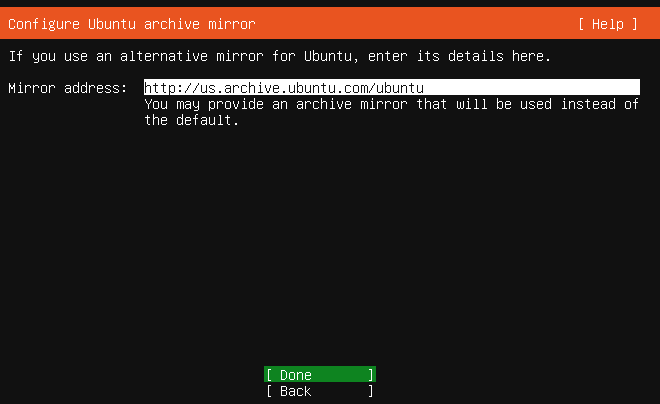 Configure Ubuntu archive mirror [ Help ]
If you use an alternative mirror for Ubuntu, enter its details here.
Mirror address: http://us.archive.ubuntu.com/ubuntu
You may provide an archive mirror that will be used instead of
the default.
[ Done ]
[ Back ]